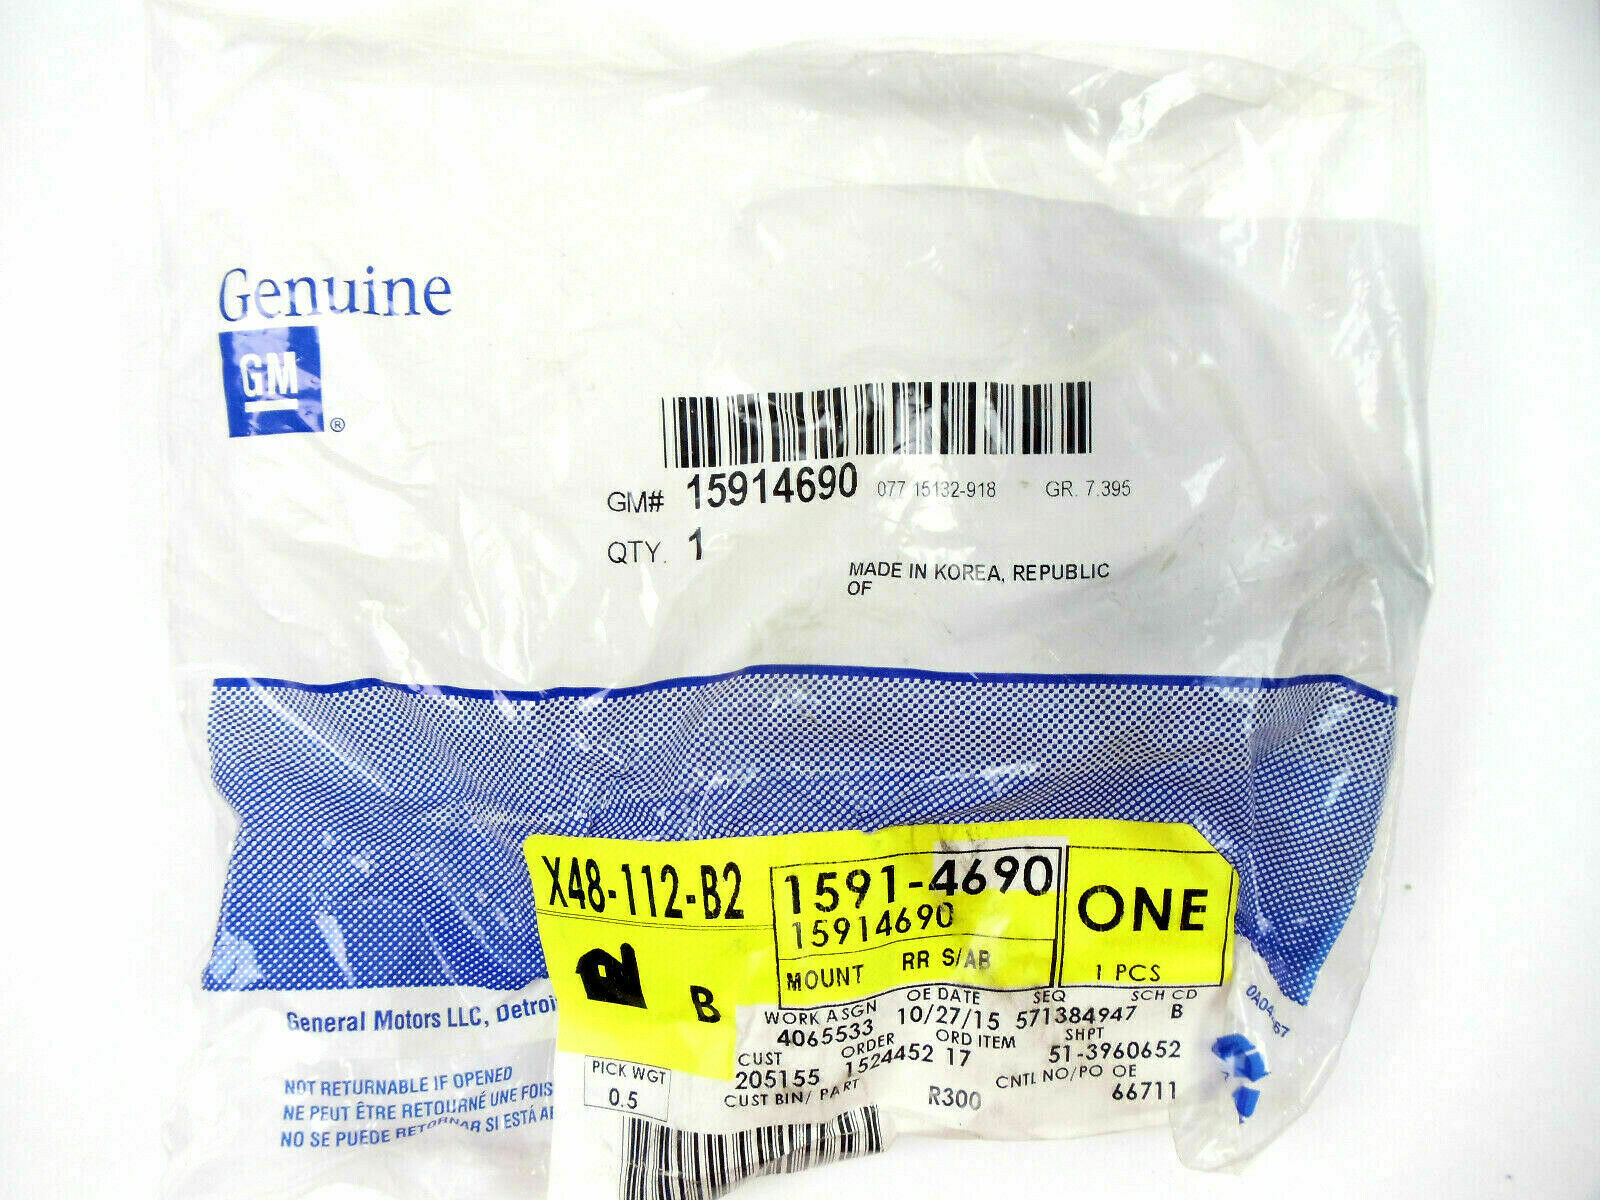 Genuine
GM
®
GM# 15914690 077 15132-918 GR. 7.395
QTY. 1
MADE IN KOREA, REPUBLIC
OF
X48-112-B2
B
1591-4690
15914690
MOUNT RR S/AB
ONE
1 PCS
WORK ASGN OE DATE SEQ SCH CD
4065533 10/27/15 571384947 B
CUST ORDER ORD ITEM SHPT
205155 1524452 17 51-3960652
CUST BIN/ PART R300 CNTL NO/PO OE
66711
PICK WGT
0.5
General Motors LLC, Detroi
NOT RETURNABLE IF OPENED
NE PEUT ÊTRE RETOURNÉ UNE FOIS
NO SE PUEDE RETORNAR SI ESTÁ A